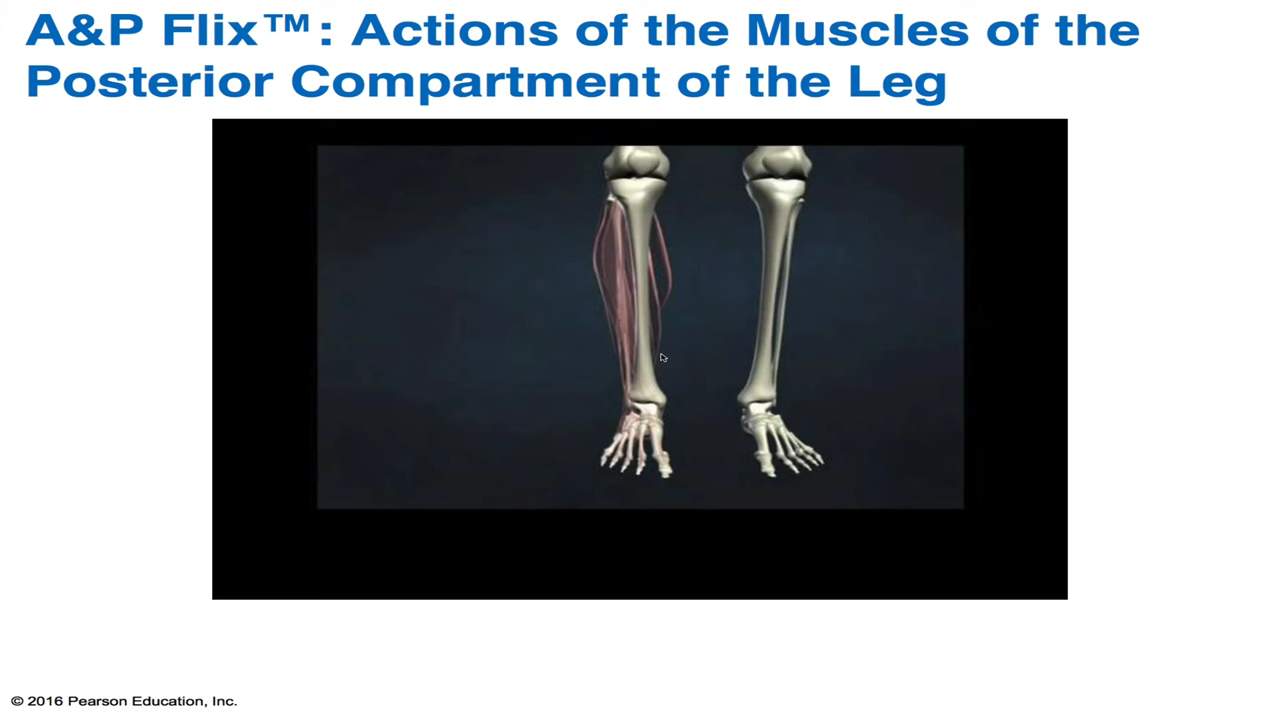 A&P Flix™: Actions of the Muscles of the
Posterior Compartment of the Leg
© 2016 Pearson Education, Inc.